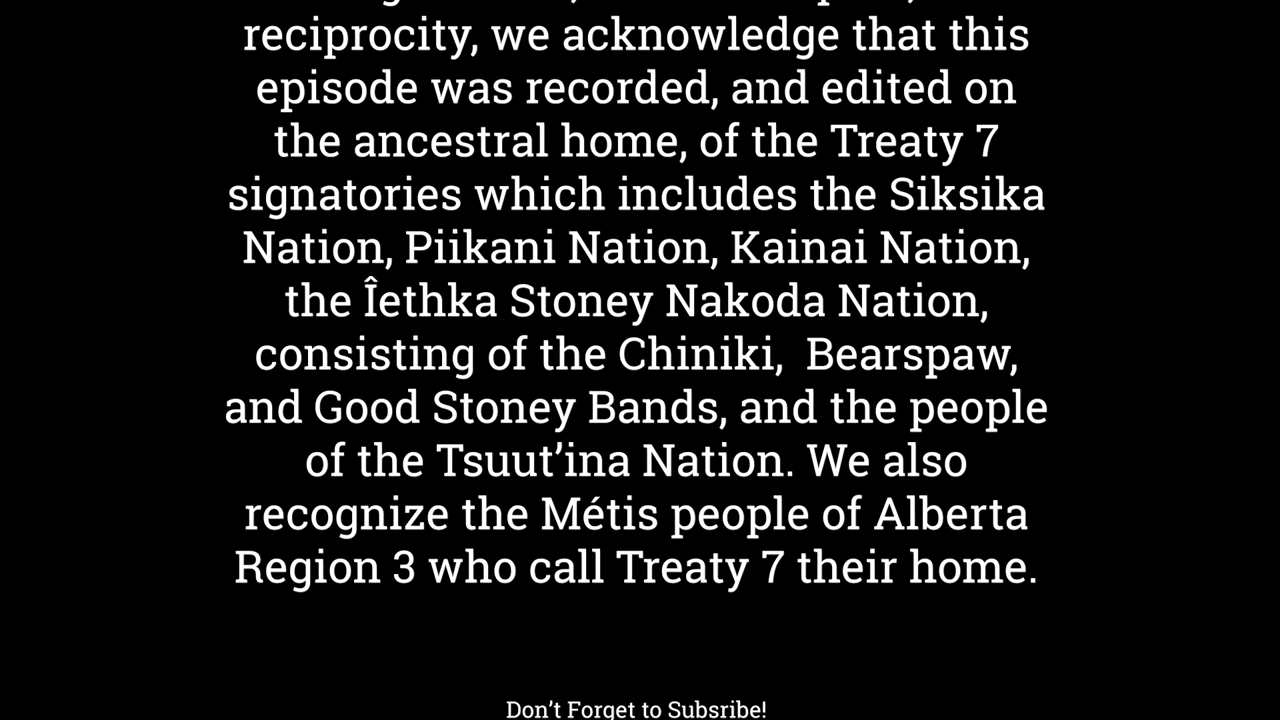 reciprocity, we acknowledge that this
episode was recorded, and edited on
the ancestral home, of the Treaty 7
signatories which includes the Siksika
Nation, Piikani Nation, Kainai Nation,
the Îethka Stoney Nakoda Nation,
consisting of the Chiniki,  Bearspaw,
and Good Stoney Bands, and the people
of the Tsuut’ina Nation. We also
recognize the Métis people of Alberta
Region 3 who call Treaty 7 their home.
Don’t Forget to Subsribe!